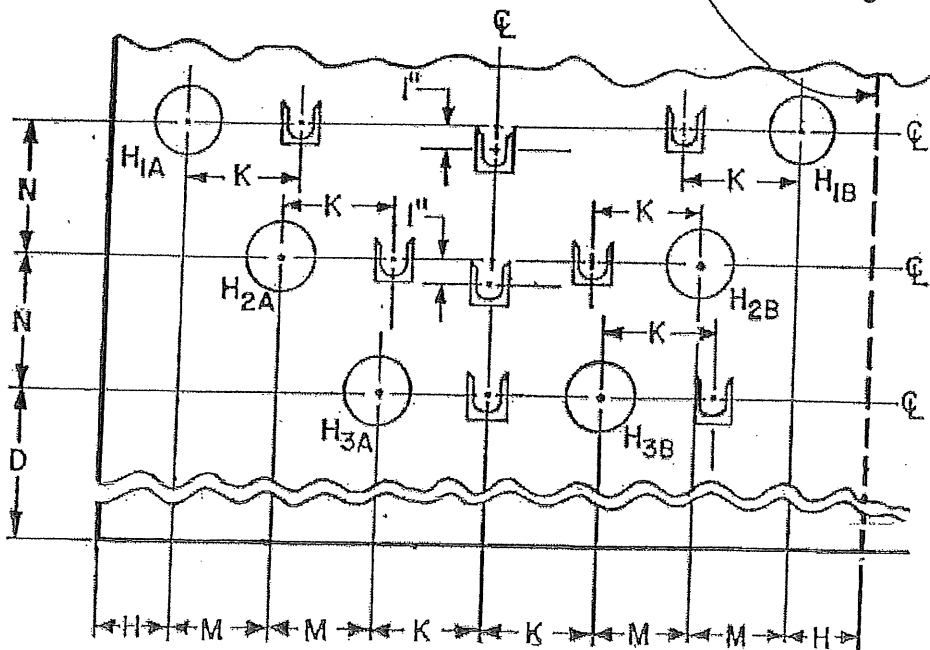 ℄
1"
H1A K K H1B ℄
N
K 1" K
H2A H2B ℄
N
K
H3A H3B ℄
D
H M M K K M M H